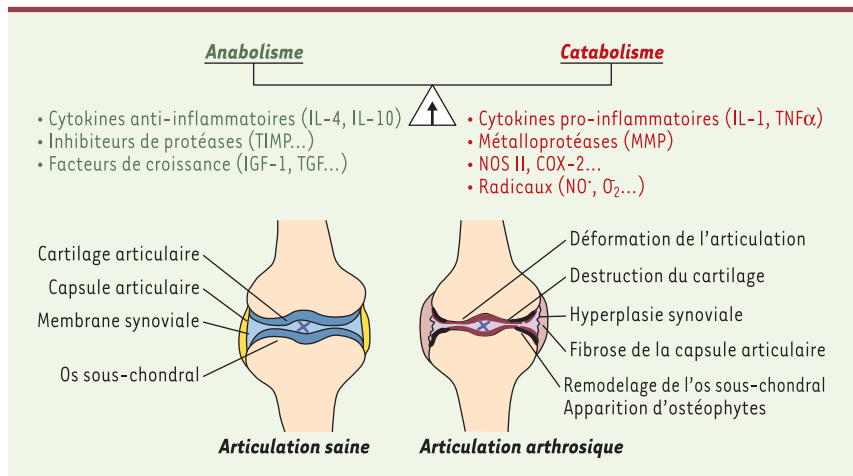 Anabolisme
Catabolisme
• Cytokines anti-inflammatoires (IL-4, IL-10)
• Inhibiteurs de protéases (TIMP...)
• Facteurs de croissance (IGF-1, TGF...)
• Cytokines pro-inflammatoires (IL-1, TNFα)
• Métalloprotéases (MMP)
• NOS II, COX-2...
• Radicaux (NO˙, O̅₂...)
Cartilage articulaire
Capsule articulaire
Membrane synoviale
Os sous-chondral
Articulation saine
Déformation de l'articulation
Destruction du cartilage
Hyperplasie synoviale
Fibrose de la capsule articulaire
Remodelage de l'os sous-chondral
Apparition d'ostéophytes
Articulation arthrosique